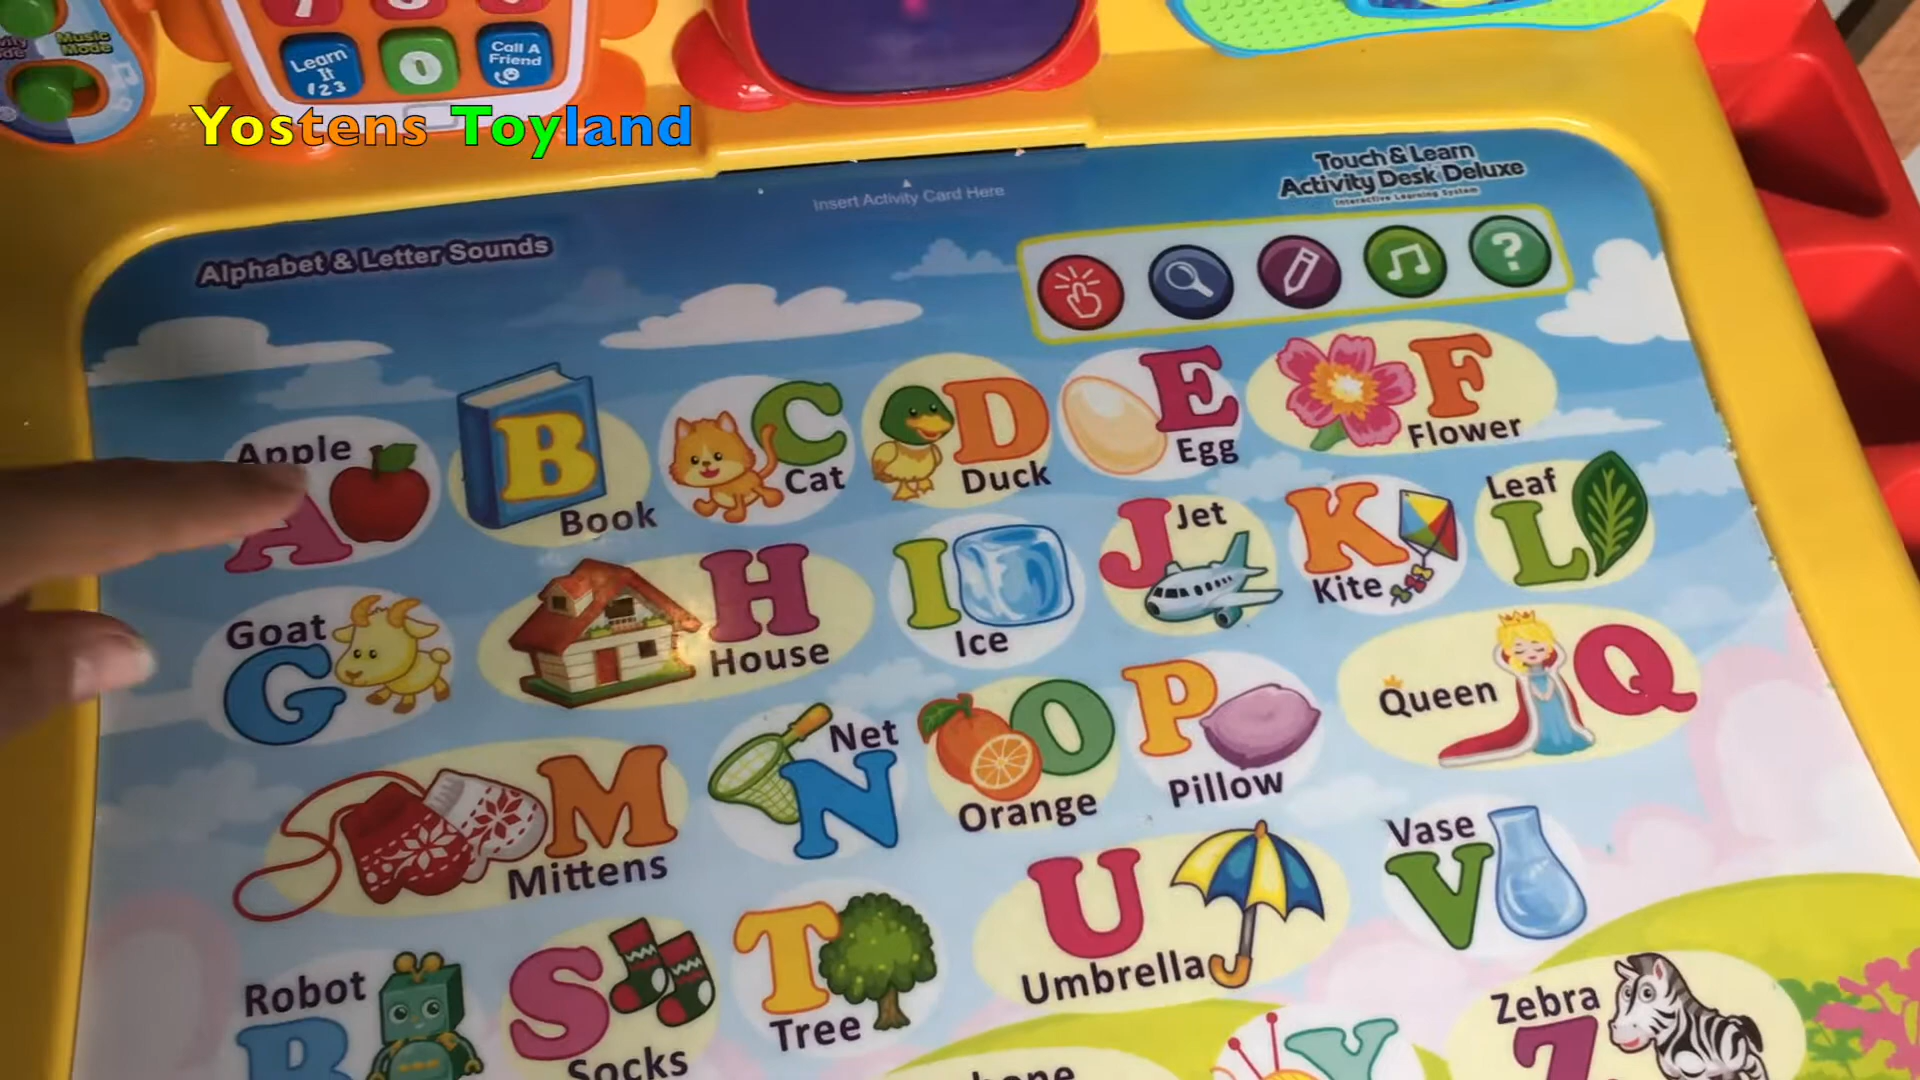 Music
Mode
Learn
It
123
0
Call A
Friend
Yostens Toyland
Insert Activity Card Here
Touch & Learn
Activity Desk Deluxe
Interactive Learning System
Alphabet & Letter Sounds
?
Apple
A
B
Book
C
Cat
D
Duck
E
Egg
F
Flower
Goat
G
H
House
I
Ice
J
Jet
K
Kite
Leaf
L
M
Mittens
Net
N
O
Orange
P
Pillow
Queen
Q
Robot
R
S
Socks
T
Tree
U
Umbrella
Vase
V
Y
Zebra
Z